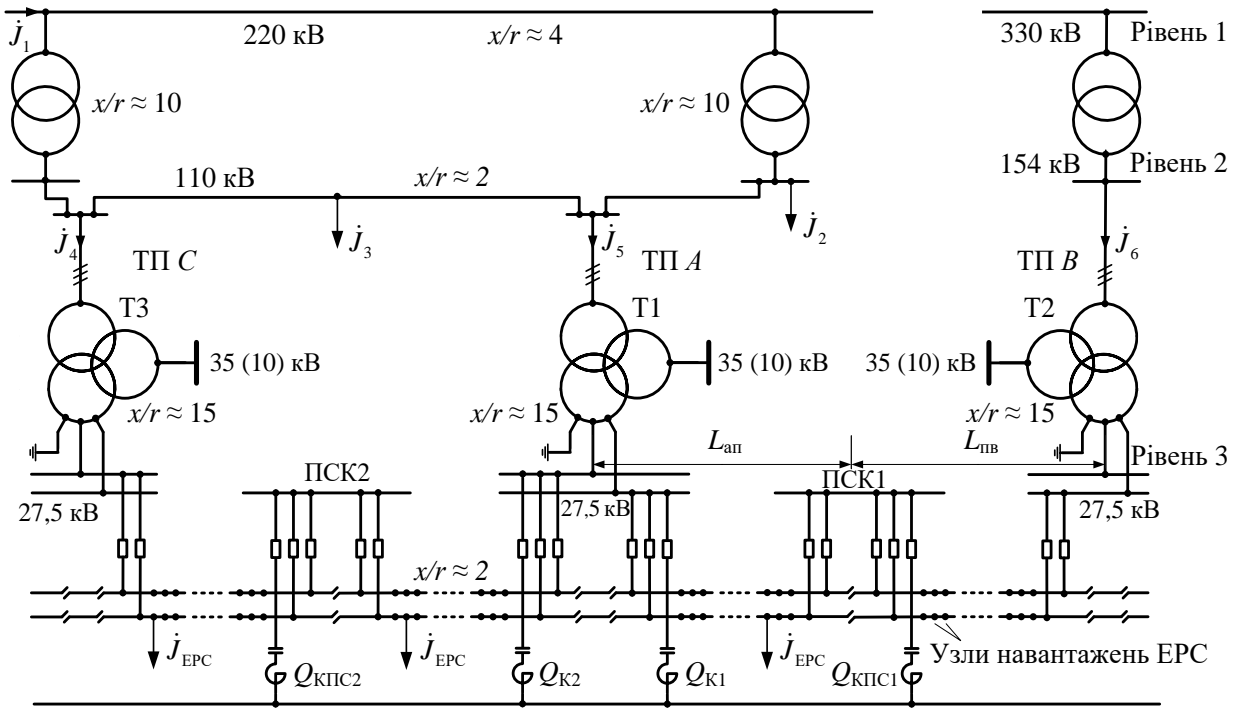 j̇₁
220 кВ
x/r ≈ 4
330 кВ
Рівень 1
x/r ≈ 10
x/r ≈ 10
110 кВ
x/r ≈ 2
154 кВ
Рівень 2
j̇₄
ТП C
j̇₃
j̇₅
ТП A
j̇₂
ТП B
j̇₆
Т3
Т1
Т2
35 (10) кВ
35 (10) кВ
35 (10) кВ
x/r ≈ 15
x/r ≈ 15
x/r ≈ 15
Lап
Lпв
Рівень 3
ПСК2
ПСК1
27,5 кВ
27,5 кВ
27,5 кВ
x/r ≈ 2
j̇ЕРС
j̇ЕРС
j̇ЕРС
Узли навантажень ЕРС
QКПС2
QК2
QК1
QКПС1